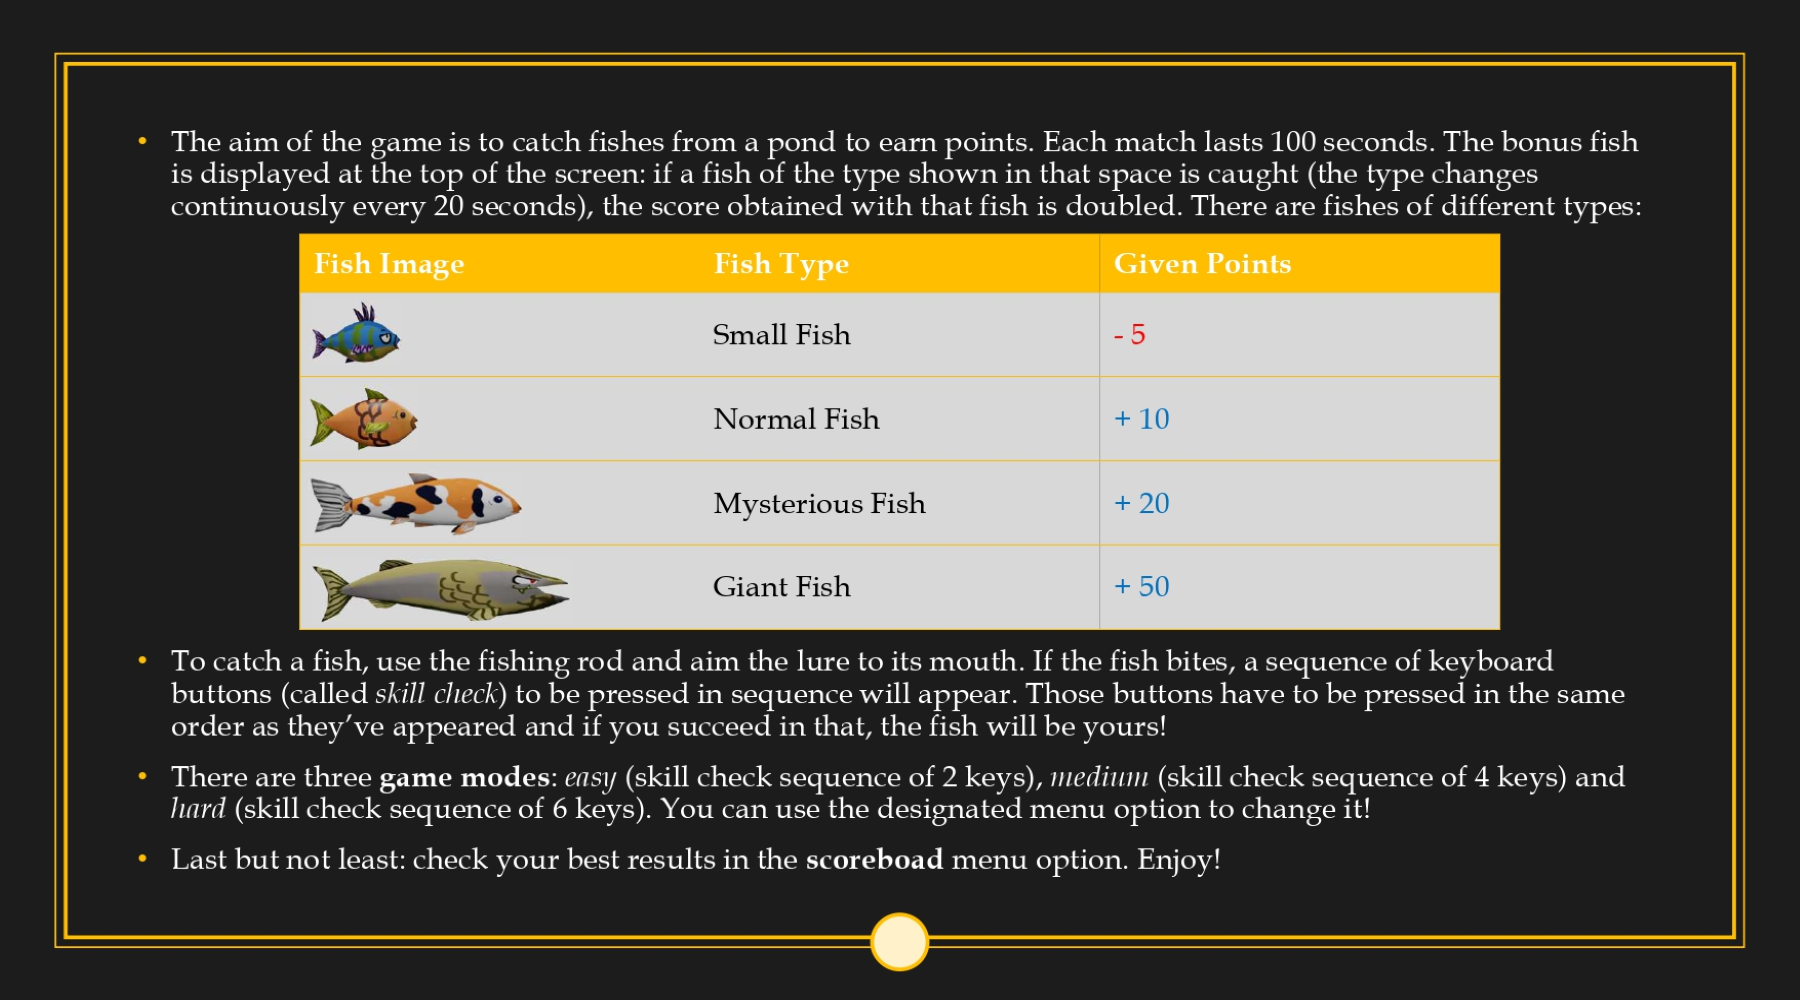 • The aim of the game is to catch fishes from a pond to earn points. Each match lasts 100 seconds. The bonus fish
is displayed at the top of the screen: if a fish of the type shown in that space is caught (the type changes
continuously every 20 seconds), the score obtained with that fish is doubled. There are fishes of different types:
Fish Image Fish Type Given Points
Small Fish - 5
Normal Fish + 10
Mysterious Fish + 20
Giant Fish + 50
• To catch a fish, use the fishing rod and aim the lure to its mouth. If the fish bites, a sequence of keyboard
buttons (called skill check) to be pressed in sequence will appear. Those buttons have to be pressed in the same
order as they’ve appeared and if you succeed in that, the fish will be yours!
• There are three game modes: easy (skill check sequence of 2 keys), medium (skill check sequence of 4 keys) and
hard (skill check sequence of 6 keys). You can use the designated menu option to change it!
• Last but not least: check your best results in the scoreboad menu option. Enjoy!